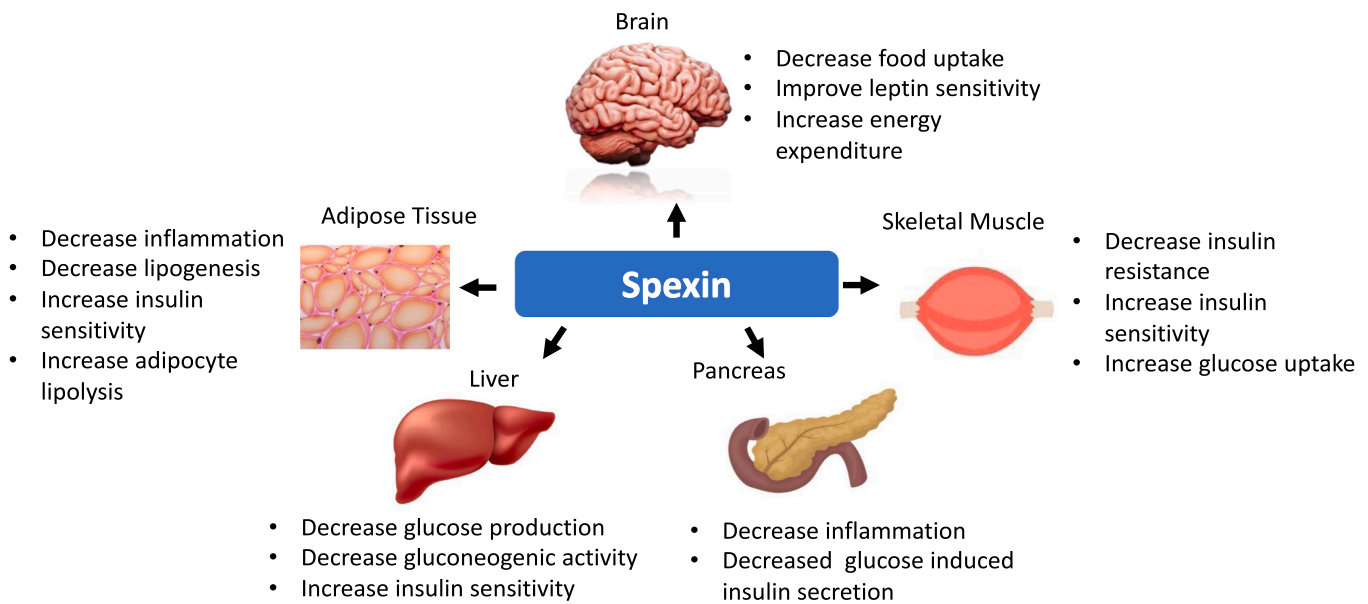 Brain
• Decrease food uptake
• Improve leptin sensitivity
• Increase energy
expenditure
Adipose Tissue
• Decrease inflammation
• Decrease lipogenesis
• Increase insulin
sensitivity
• Increase adipocyte
lipolysis
Spexin
Skeletal Muscle
• Decrease insulin
resistance
• Increase insulin
sensitivity
• Increase glucose uptake
Liver
• Decrease glucose production
• Decrease gluconeogenic activity
• Increase insulin sensitivity
Pancreas
• Decrease inflammation
• Decreased  glucose induced
insulin secretion